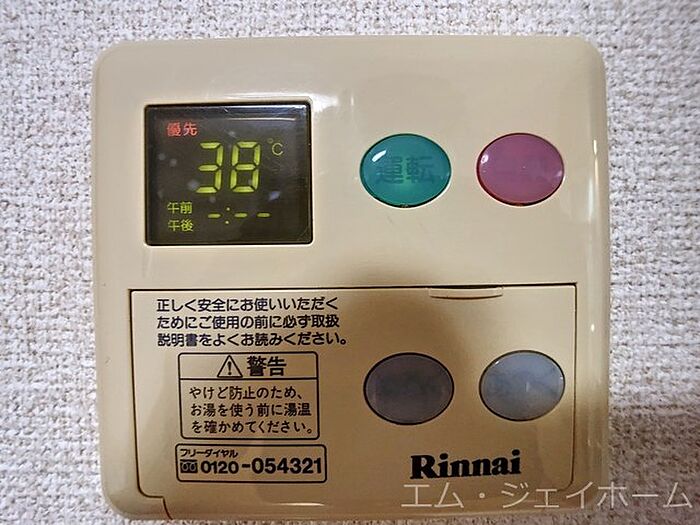 優先
38℃
午前
午後
-:--
運転
正しく安全にお使いいただく
ためにご使用の前に必ず取扱
説明書をよくお読みください。
⚠警告
やけど防止のため、
お湯を使う前に湯温
を確かめてください。
フリーダイヤル
0120-054321
Rinnai
エム・ジェイホーム